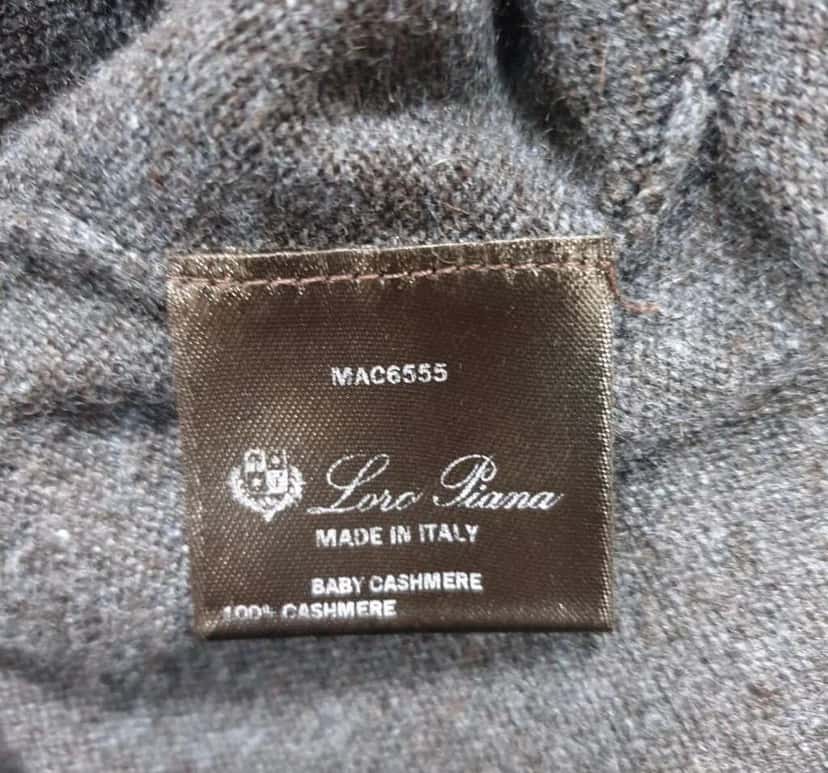 MAC6555
Loro Piana
MADE IN ITALY
BABY CASHMERE
100% CASHMERE